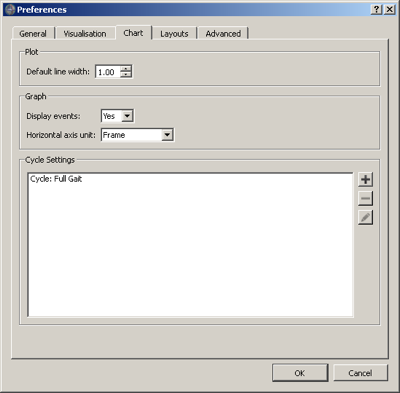 Preferences
General Visualisation Chart Layouts Advanced
Plot
Default line width: 1.00
Graph
Display events: Yes
Horizontal axis unit: Frame
Cycle Settings
Cycle: Full Gait
OK Cancel